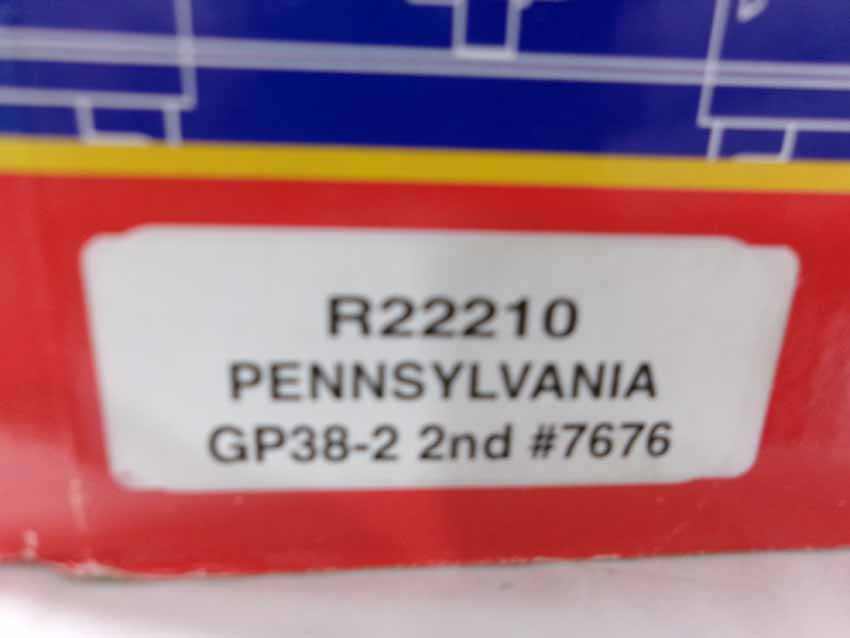 R22210
PENNSYLVANIA
GP38-2 2nd #7676